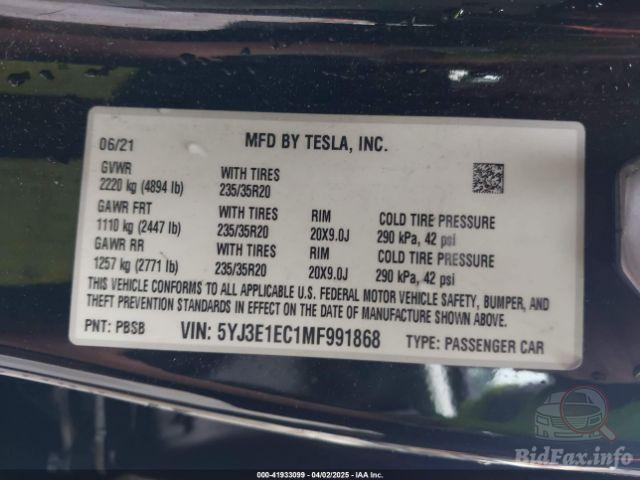 06/21 MFD BY TESLA, INC.
GVWR WITH TIRES
2220 kg (4894 lb) 235/35R20
GAWR FRT WITH TIRES RIM COLD TIRE PRESSURE
1110 kg (2447 lb) 235/35R20 20X9.0J 290 kPa, 42 psi
GAWR RR WITH TIRES RIM COLD TIRE PRESSURE
1257 kg (2771 lb) 235/35R20 20X9.0J 290 kPa, 42 psi
THIS VEHICLE CONFORMS TO ALL APPLICABLE U.S. FEDERAL MOTOR VEHICLE SAFETY, BUMPER, AND
THEFT PREVENTION STANDARDS IN EFFECT ON THE DATE OF MANUFACTURE SHOWN ABOVE.
PNT: PBSB VIN: 5YJ3E1EC1MF991868 TYPE: PASSENGER CAR
BidFax.info
000-41933099 | 04/02/2025 - IAA Inc.